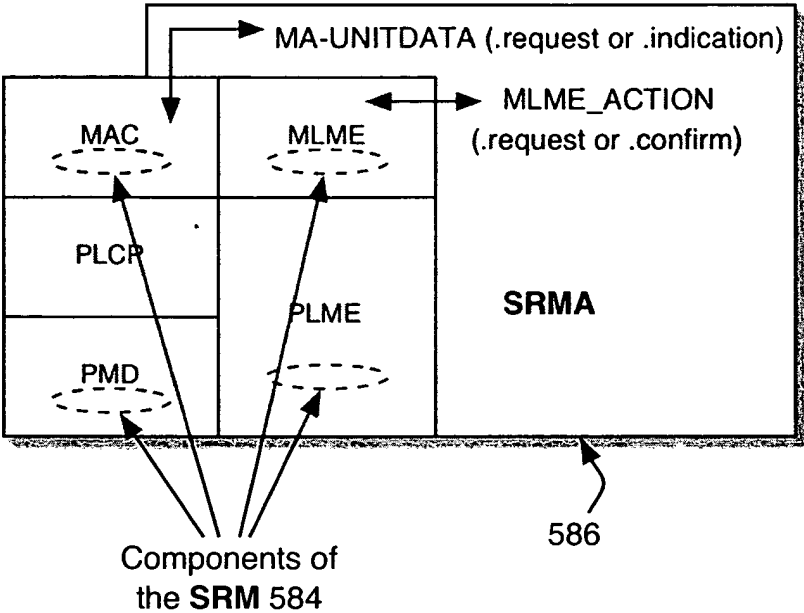 MA-UNITDATA (.request or .indication)
MAC
MLME
MLME_ACTION
(.request or .confirm)
PLCP
PLME
SRMA
PMD
586
Components of
the SRM 584